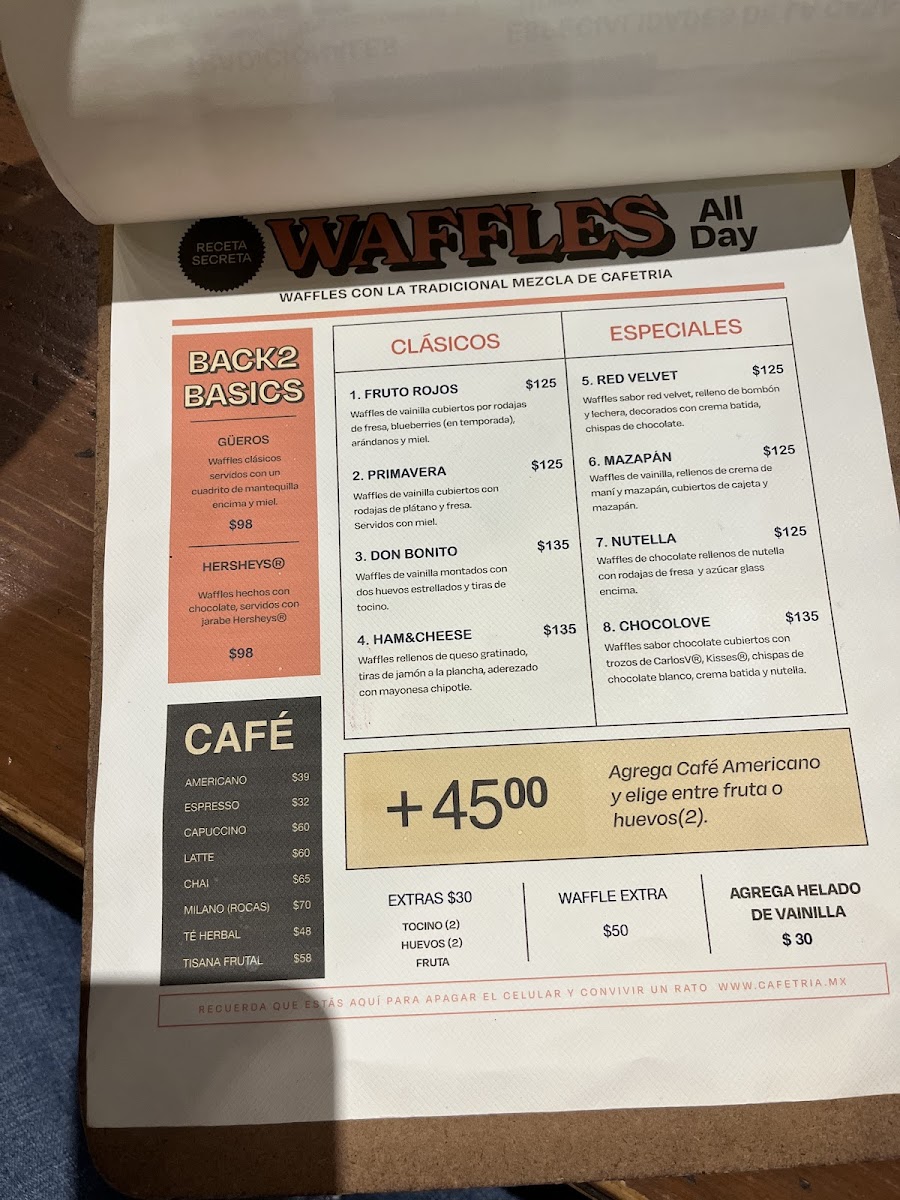 TRADICIONALES
ESPECIALIDADES DE LA CASA
RECETA
SECRETA
WAFFLES
All
Day
WAFFLES CON LA TRADICIONAL MEZCLA DE CAFETRIA
BACK2
BASICS
GÜEROS
Waffles clásicos
servidos con un
cuadrito de mantequilla
encima y miel.
$98
HERSHEYS®
Waffles hechos con
chocolate, servidos con
jarabe Hersheys®
$98
CLÁSICOS
1. FRUTO ROJOS $125
Waffles de vainilla cubiertos por rodajas
de fresa, blueberries (en temporada),
arándanos y miel.
2. PRIMAVERA $125
Waffles de vainilla cubiertos con
rodajas de plátano y fresa.
Servidos con miel.
3. DON BONITO $135
Waffles de vainilla montados con
dos huevos estrellados y tiras de
tocino.
4. HAM&CHEESE $135
Waffles rellenos de queso gratinado,
tiras de jamón a la plancha, aderezado
con mayonesa chipotle.
ESPECIALES
5. RED VELVET $125
Waffles sabor red velvet, relleno de bombón
y lechera, decorados con crema batida,
chispas de chocolate.
6. MAZAPÁN $125
Waffles de vainilla, rellenos de crema de
maní y mazapán, cubiertos de cajeta y
mazapán.
7. NUTELLA $125
Waffles de chocolate rellenos de nutella
con rodajas de fresa y azúcar glass
encima.
8. CHOCOLOVE $135
Waffles sabor chocolate cubiertos con
trozos de CarlosV®, Kisses®, chispas de
chocolate blanco, crema batida y nutella.
CAFÉ
AMERICANO $39
ESPRESSO $32
CAPUCCINO $60
LATTE $60
CHAI $65
MILANO (ROCAS) $70
TÉ HERBAL $48
TISANA FRUTAL $58
+4500
Agrega Café Americano
y elige entre fruta o
huevos(2).
EXTRAS $30
TOCINO (2)
HUEVOS (2)
FRUTA
WAFFLE EXTRA
$50
AGREGA HELADO
DE VAINILLA
$ 30
RECUERDA QUE ESTÁS AQUÍ PARA APAGAR EL CELULAR Y CONVIVIR UN RATO WWW.CAFETRIA.MX